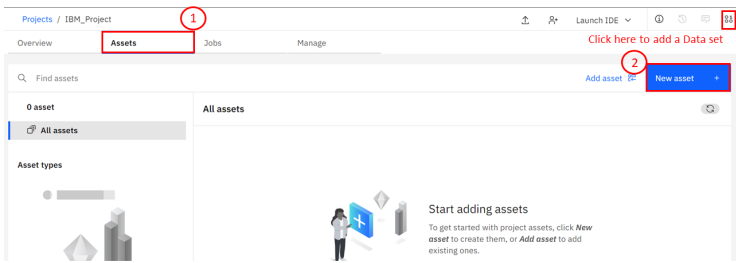 Projects / IBM_Project
1
Launch IDE
Overview
Assets
Jobs
Manage
Click here to add a Data set
2
Find assets
Add asset
New asset +
0 asset
All assets
All assets
Asset types
Start adding assets
To get started with project assets, click New
asset to create them, or Add asset to add
existing ones.